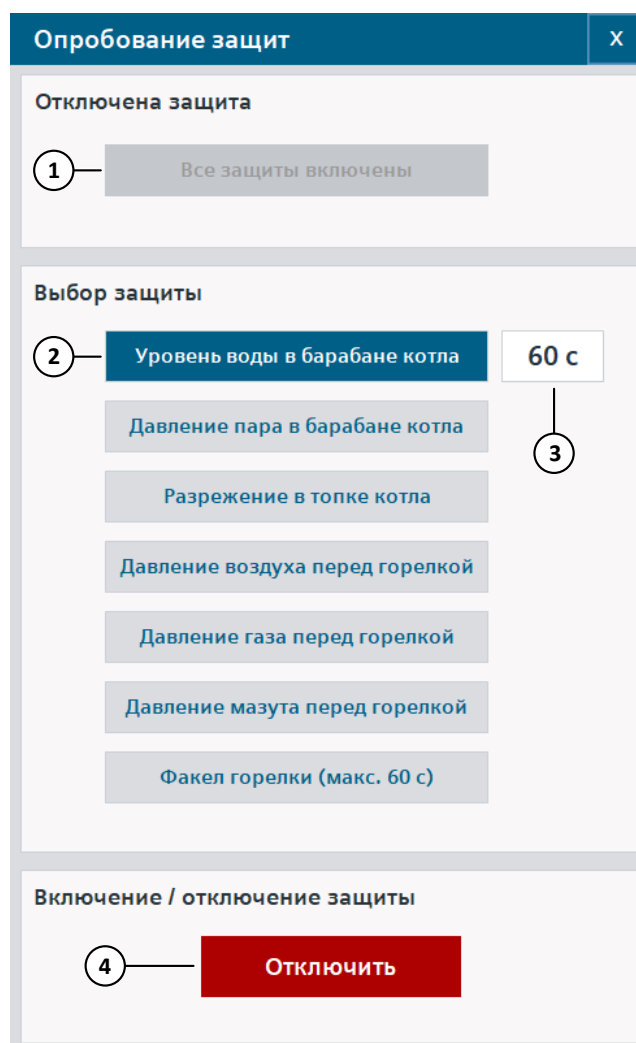 Опробование защит X
Отключена защита
1 Все защиты включены
Выбор защиты
2 Уровень воды в барабане котла 60 с
Давление пара в барабане котла
3
Разрежение в топке котла
Давление воздуха перед горелкой
Давление газа перед горелкой
Давление мазута перед горелкой
Факел горелки (макс. 60 с)
Включение / отключение защиты
4 Отключить